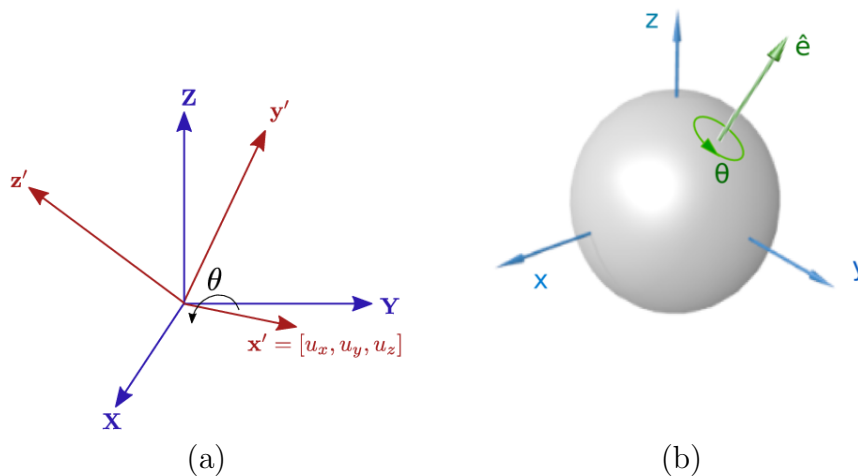 Z
y′
z′
θ
Y
x′ = [u_x, u_y, u_z]
X
(a)
z
ê
θ
x
y
(b)